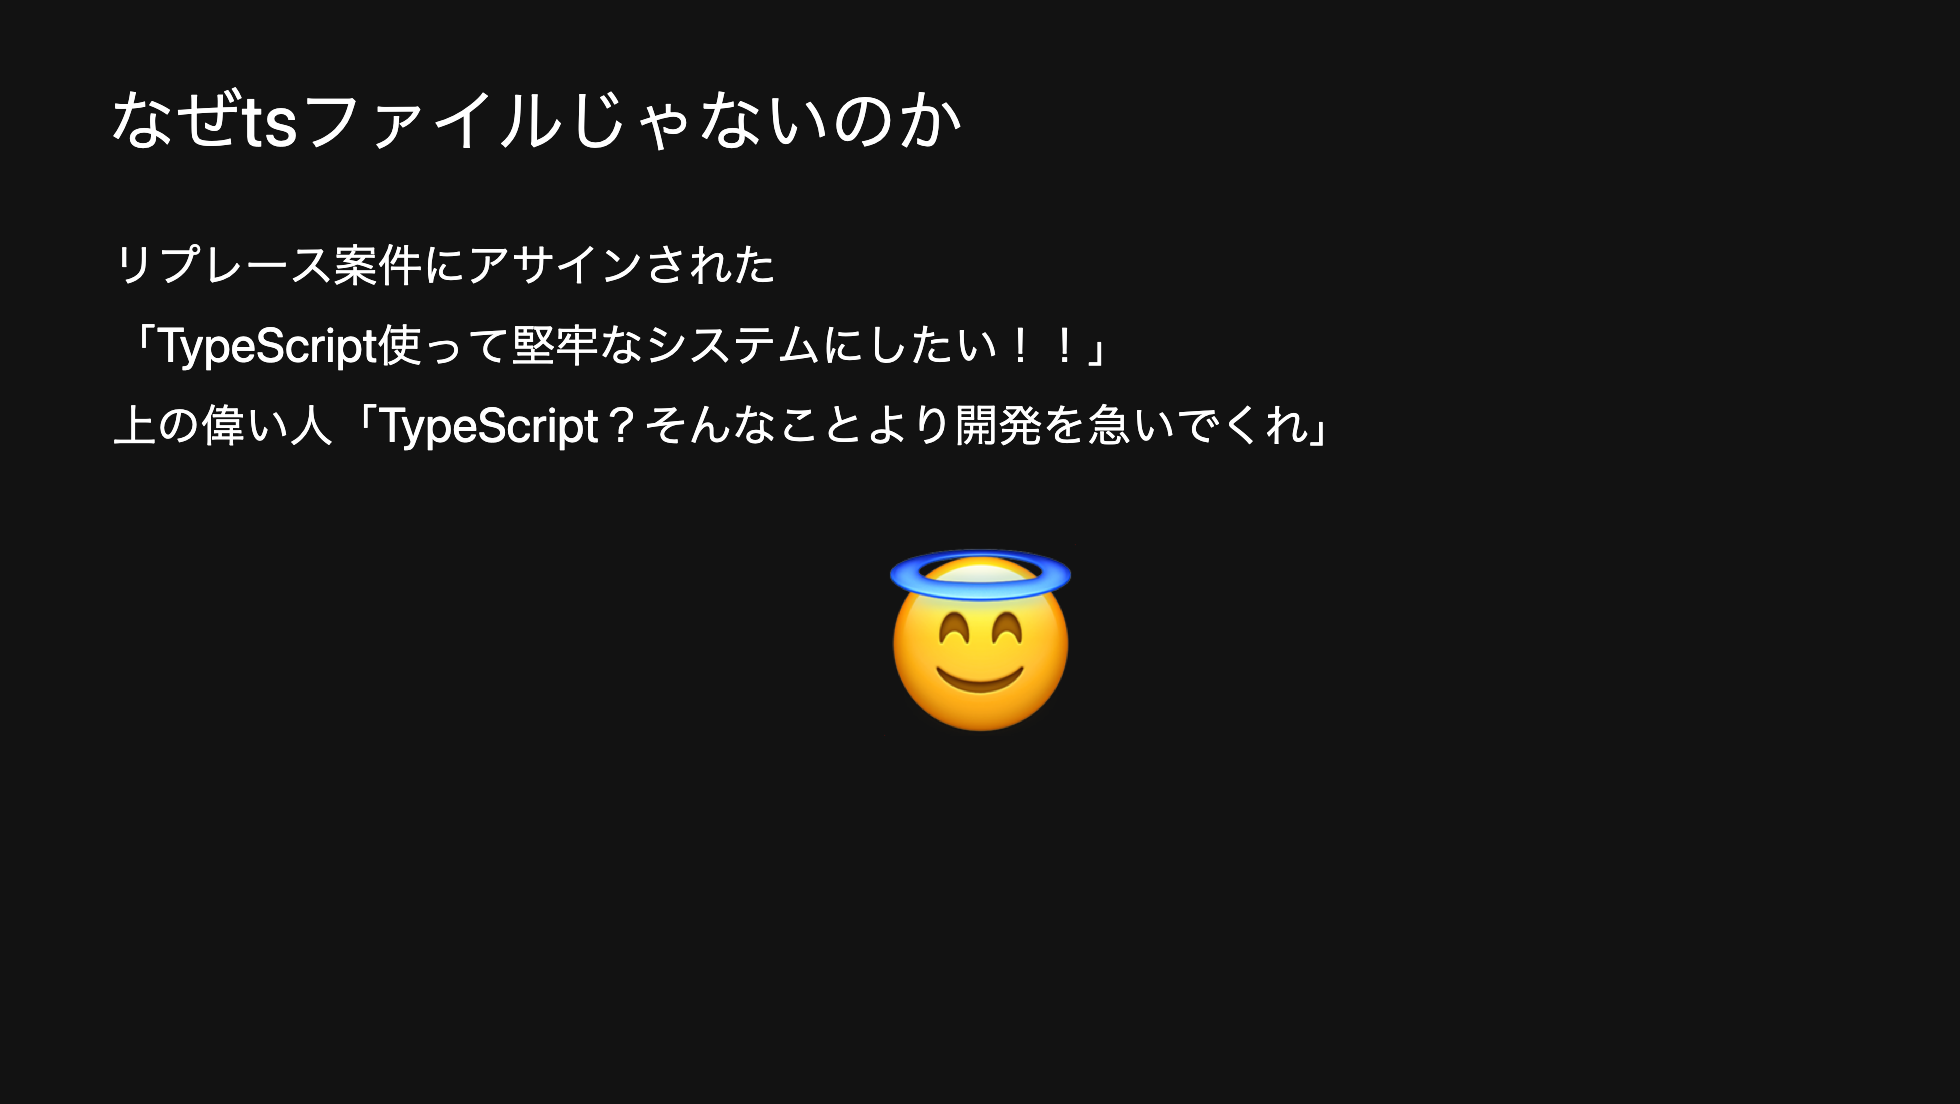 なぜtsファイルじゃないのか
リプレース案件にアサインされた
「TypeScript使って堅牢なシステムにしたい！！」
上の偉い人「TypeScript？そんなことより開発を急いでくれ」